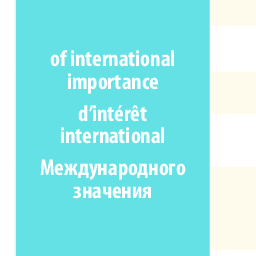 of international
importance
d’intérêt
international
Международного
значения